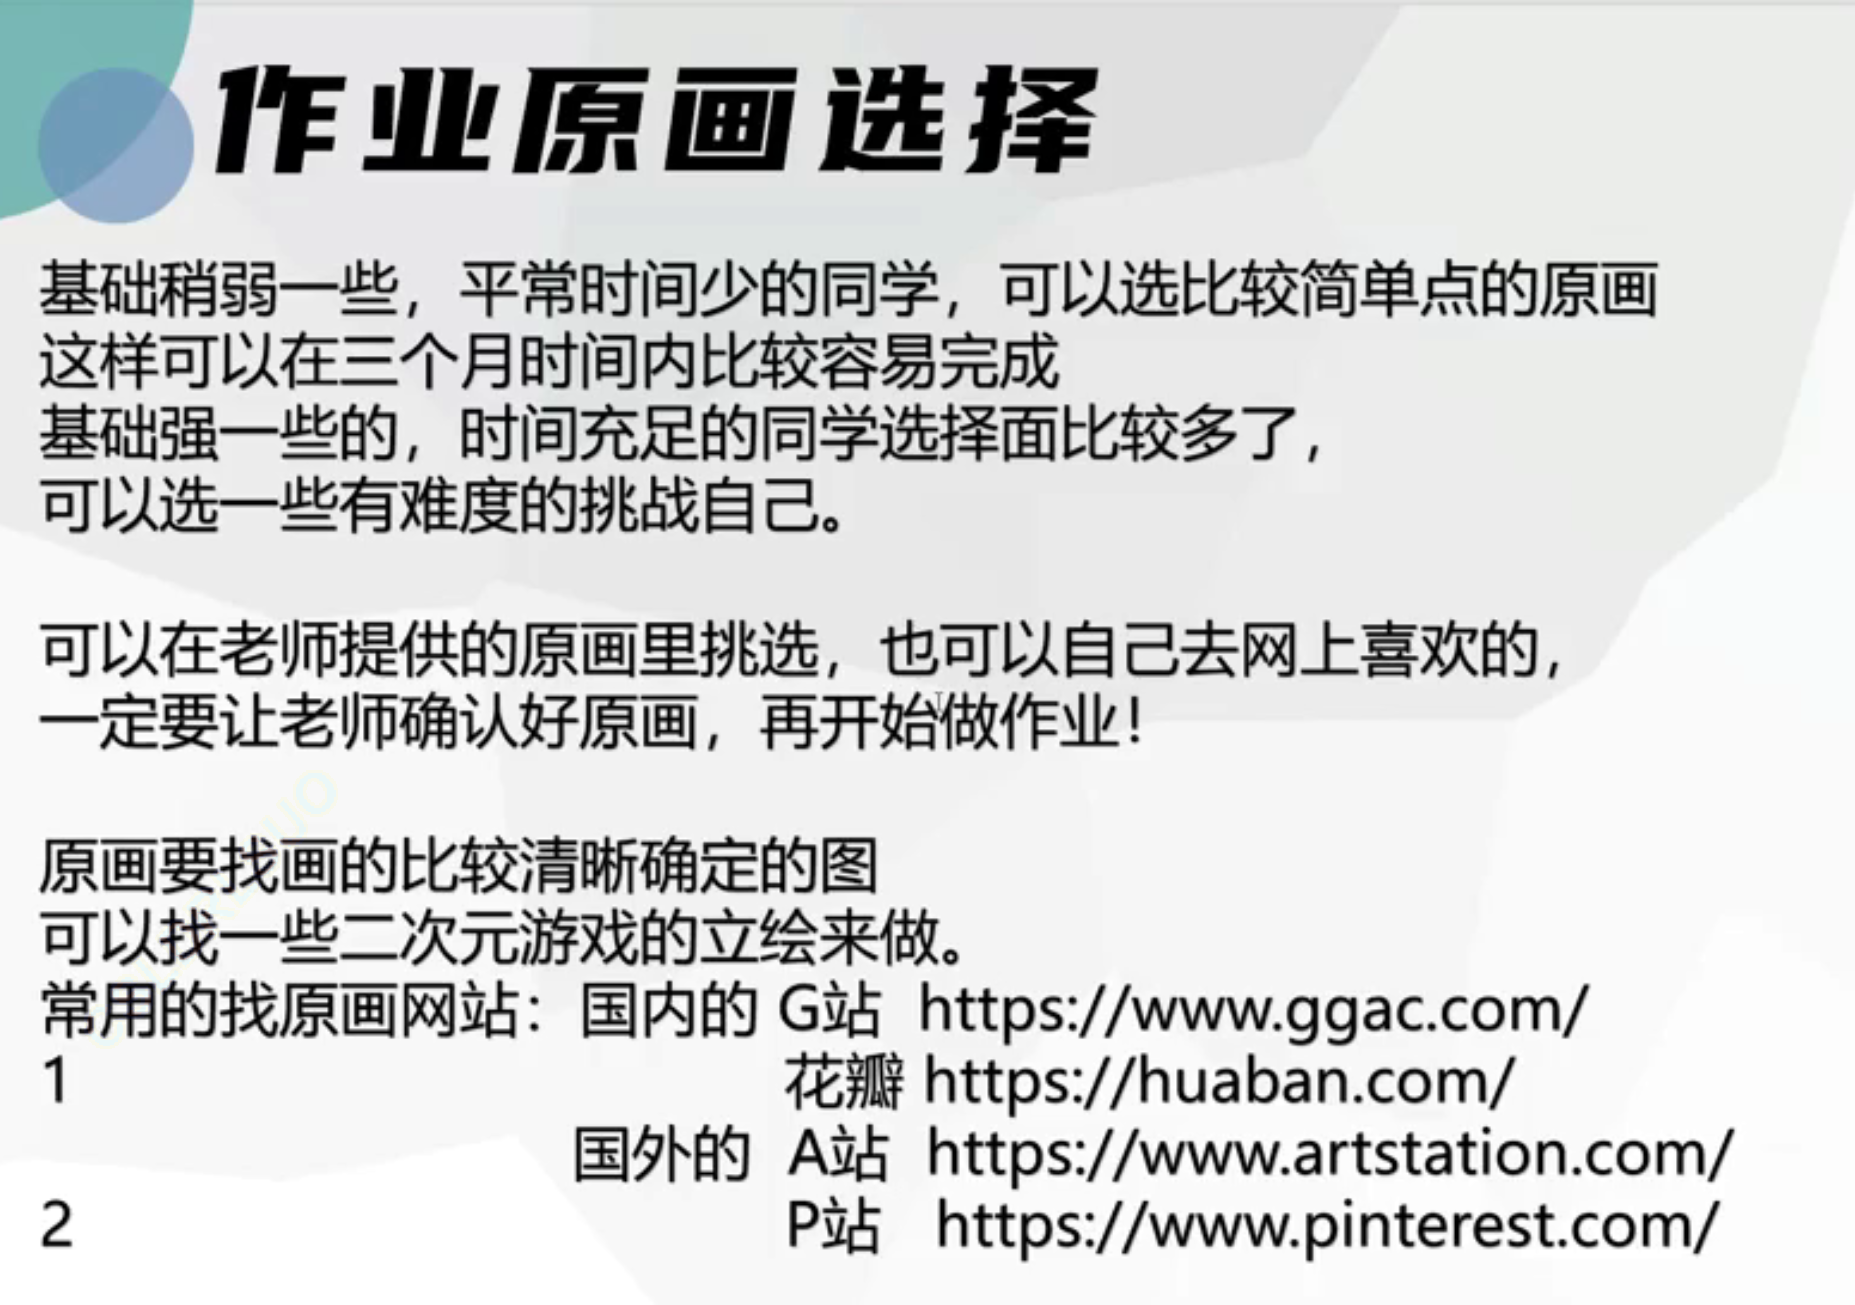 作业原画选择
基础稍弱一些，平常时间少的同学，可以选比较简单点的原画
这样可以在三个月时间内比较容易完成
基础强一些的，时间充足的同学选择面比较多了，
可以选一些有难度的挑战自己。
可以在老师提供的原画里挑选，也可以自己去网上喜欢的，
一定要让老师确认好原画，再开始做作业！
原画要找画的比较清晰确定的图
可以找一些二次元游戏的立绘来做。
常用的找原画网站：国内的 G站 https://www.ggac.com/
1 花瓣 https://huaban.com/
国外的 A站 https://www.artstation.com/
2 P站 https://www.pinterest.com/